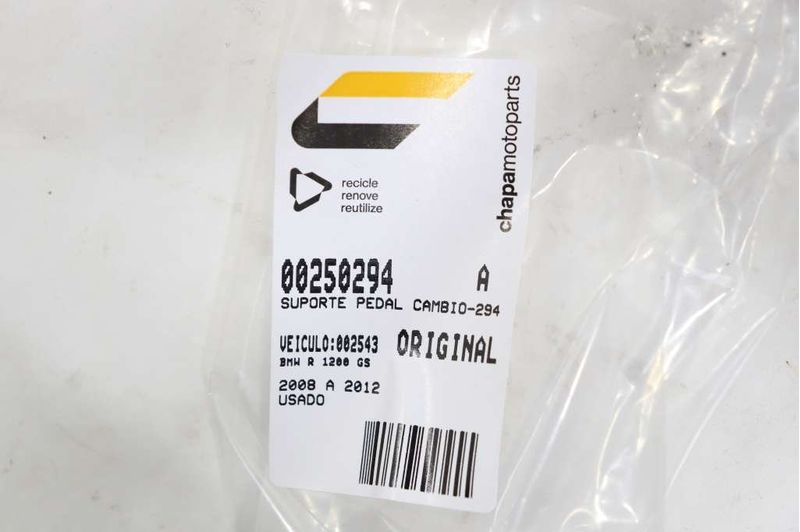 chapamotoparts
recicle
renove
reutilize
00250294 A
SUPORTE PEDAL CAMBIO-294
VEICULO:002543 ORIGINAL
BMW R 1200 GS
2008 A 2012
USADO